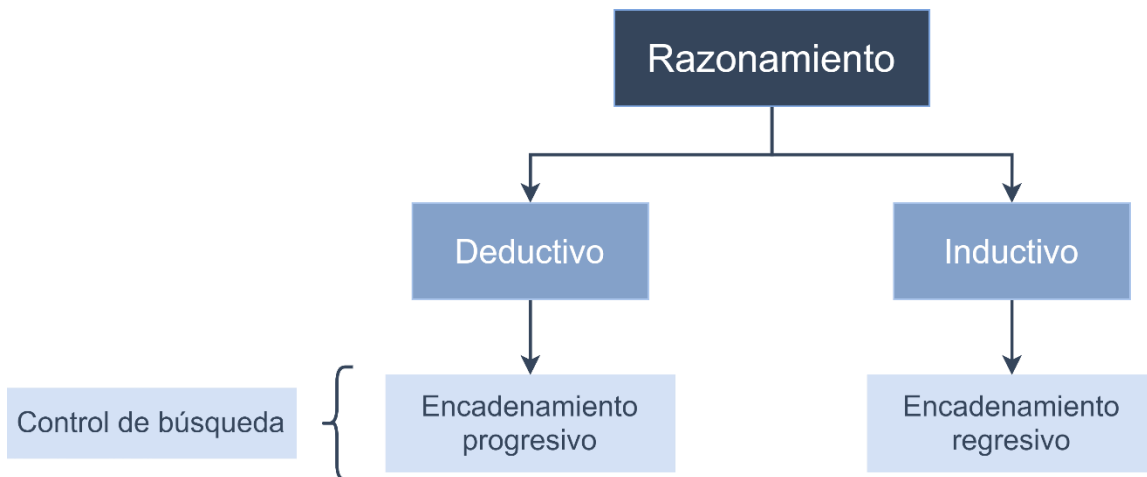 Razonamiento
Deductivo
Inductivo
Control de búsqueda
Encadenamiento
progresivo
Encadenamiento
regresivo